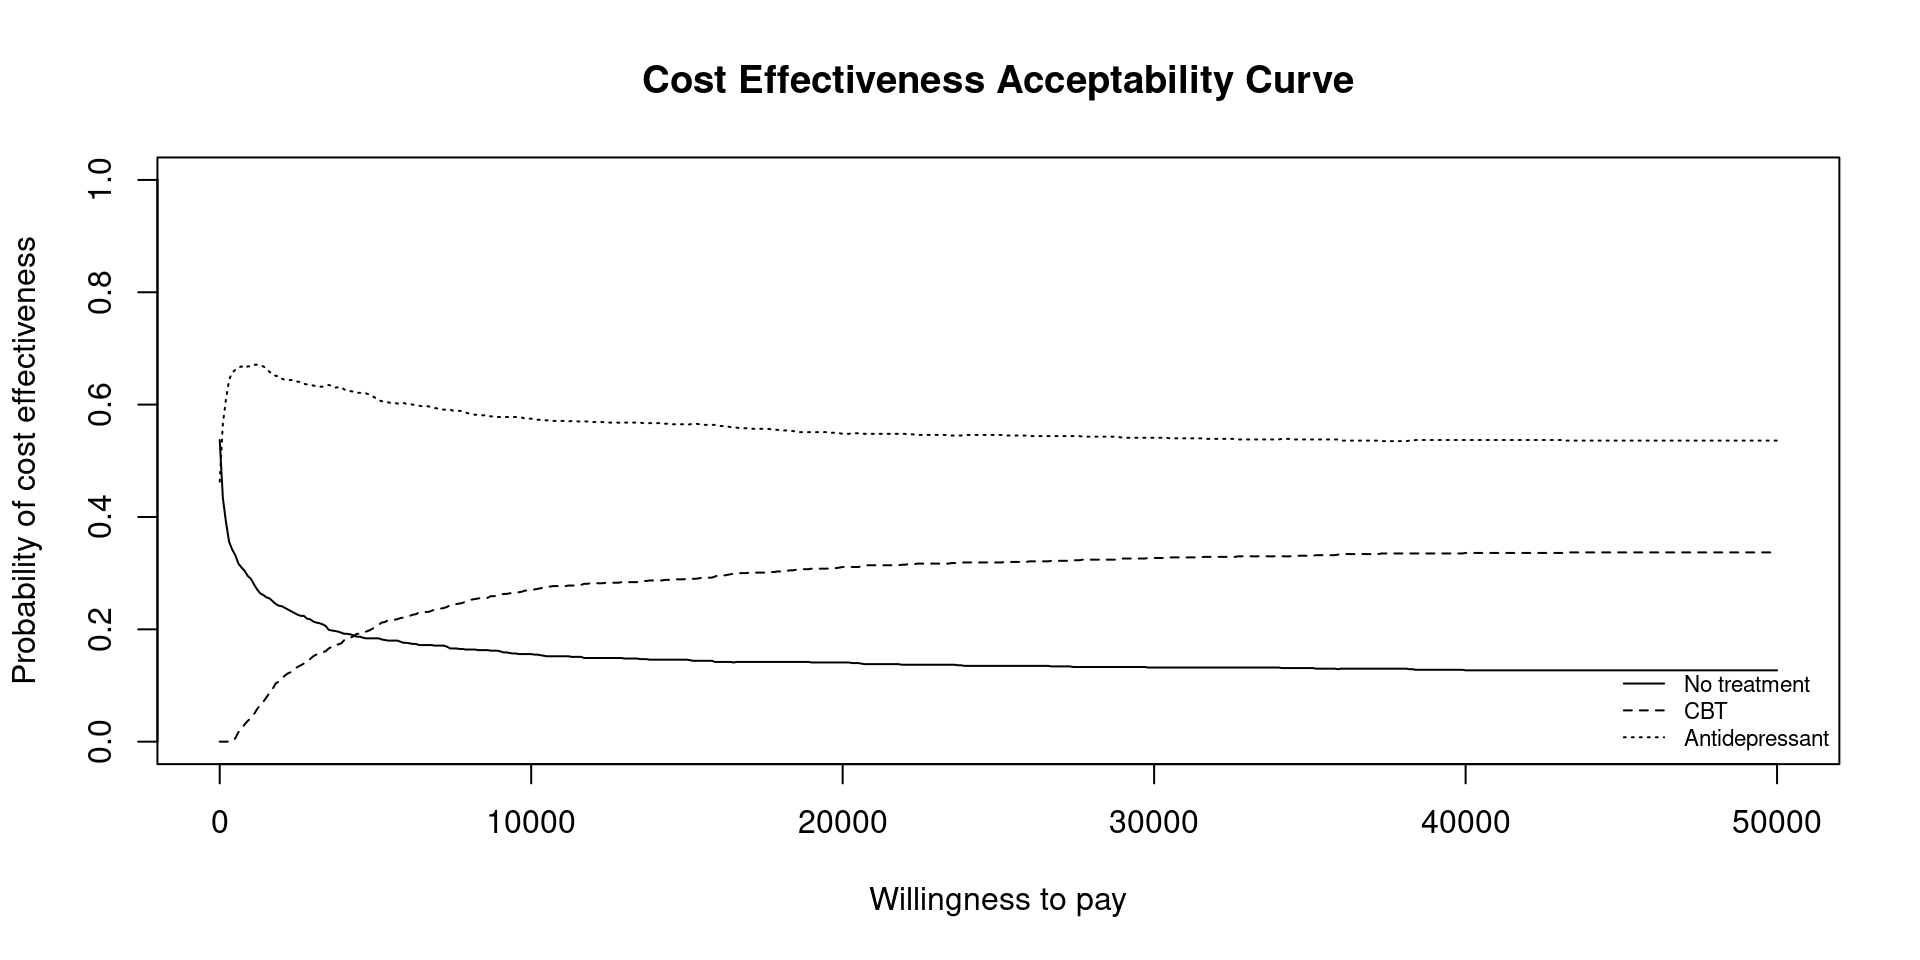 Cost Effectiveness Acceptability Curve
Probability of cost effectiveness
1.0
0.8
0.6
0.4
0.2
0.0
0 10000 20000 30000 40000 50000
Willingness to pay
No treatment
CBT
Antidepressant